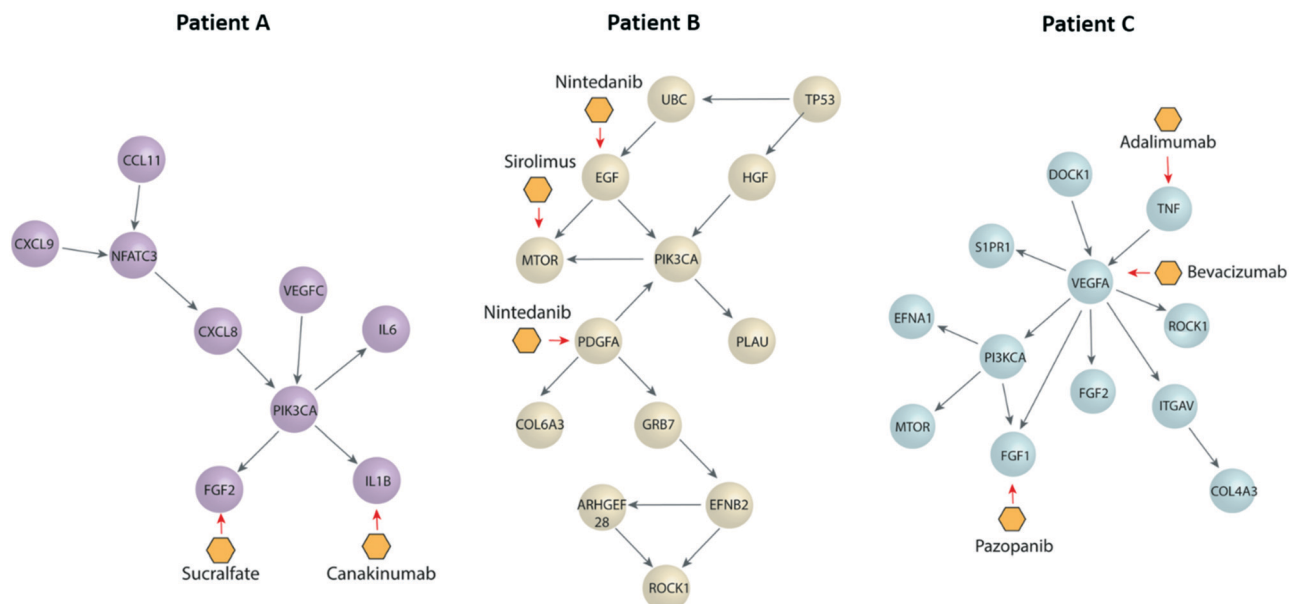 Patient A
CCL11
CXCL9
NFATC3
VEGFC
CXCL8
IL6
PIK3CA
FGF2
IL1B
Sucralfate
Canakinumab
Patient B
Nintedanib
UBC
TP53
Sirolimus
EGF
HGF
MTOR
PIK3CA
Nintedanib
PDGFA
PLAU
COL6A3
GRB7
ARHGEF
28
EFNB2
ROCK1
Patient C
Adalimumab
DOCK1
TNF
S1PR1
VEGFA
Bevacizumab
EFNA1
ROCK1
PI3KCA
FGF2
ITGAV
MTOR
FGF1
COL4A3
Pazopanib